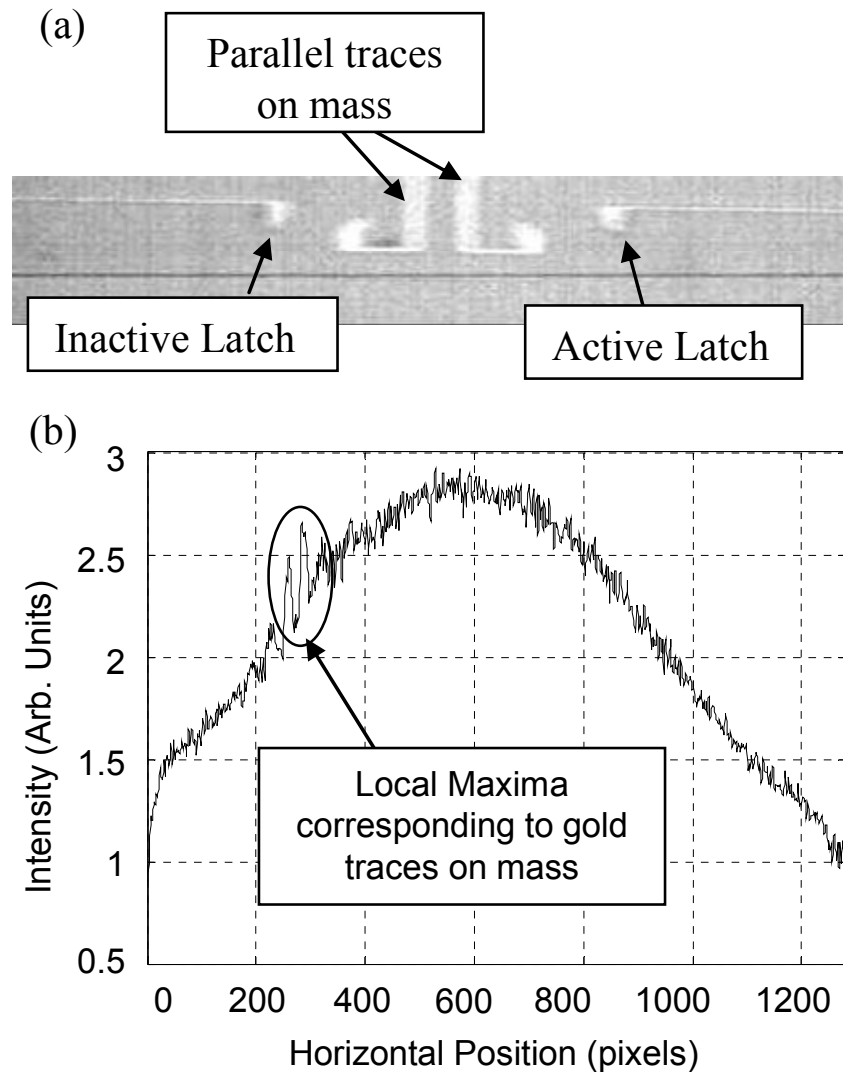 (a)
Parallel traces
on mass
Inactive Latch
Active Latch
(b)
3
2.5
2
1.5
1
0.5
Intensity (Arb. Units)
Local Maxima
corresponding to gold
traces on mass
0 200 400 600 800 1000 1200
Horizontal Position (pixels)